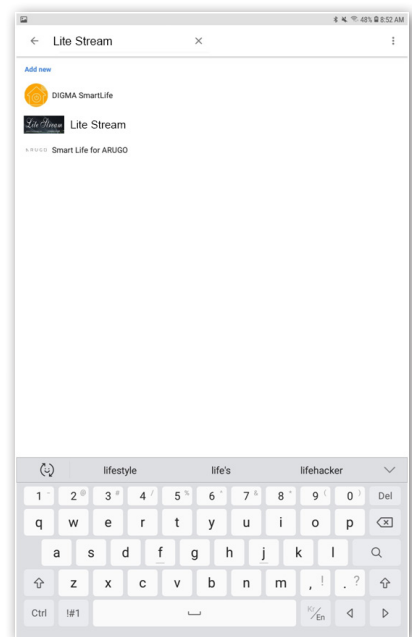 48% 8:52 AM
Lite Stream
Add new
DIGMA SmartLife
Lite Stream Lite Stream
ARUGO Smart Life for ARUGO
lifestyle life's lifehacker
1 - 2 @ 3 # 4 / 5 % 6 ^ 7 & 8 * 9 ( 0 ) Del
q w e r t y u i o p
a s d f g h j k l
z x c v b n m , ! . ?
Ctrl !#1 Kr/En